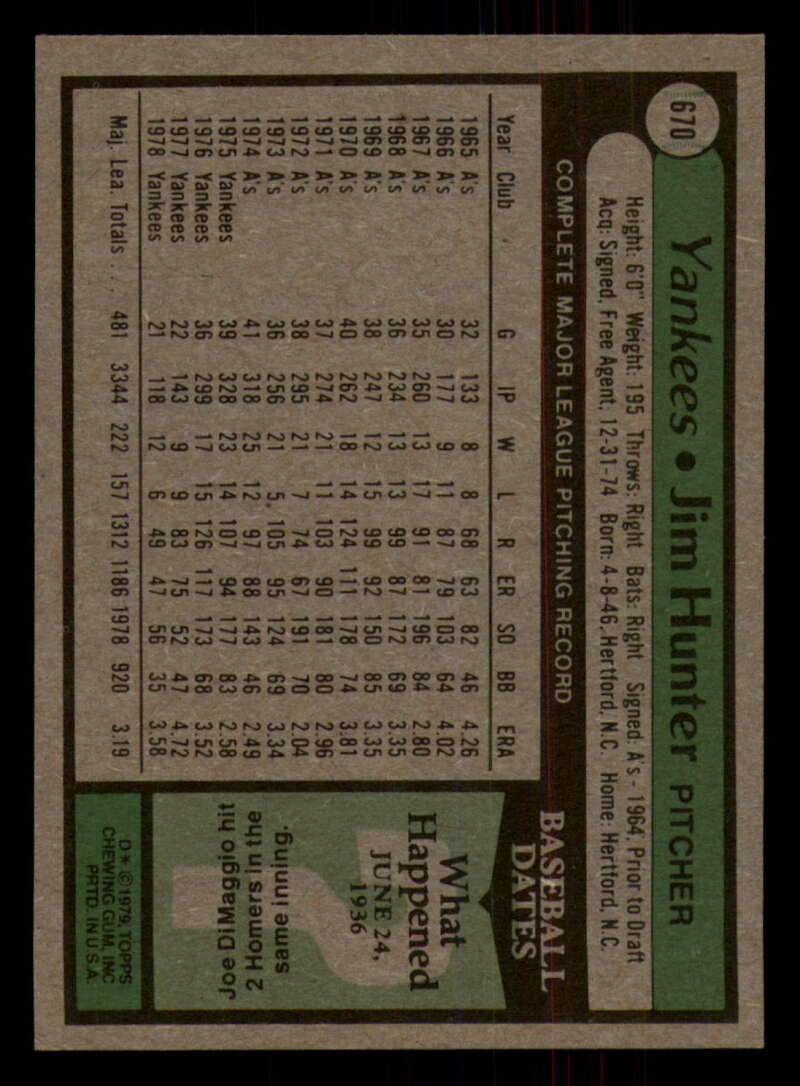 670
Yankees • Jim Hunter PITCHER
Height: 6'0" Weight: 195 Throws: Right Bats: Right Signed: A's - 1964, Prior to Draft
Acq: Signed, Free Agent, 12-31-74 Born: 4-8-46, Hertford, N.C. Home: Hertford, N.C.
COMPLETE MAJOR LEAGUE PITCHING RECORD
Year Club G IP W L R ER SO BB ERA
1965 A's 32 133 8 8 68 63 82 46 4.26
1966 A's 30 177 9 11 87 79 103 64 4.02
1967 A's 35 260 13 17 91 81 196 84 2.80
1968 A's 36 234 13 13 99 87 172 69 3.35
1969 A's 38 247 12 15 99 92 150 85 3.35
1970 A's 40 262 18 14 124 111 178 74 3.81
1971 A's 37 274 21 11 103 90 181 80 2.96
1972 A's 38 295 21 7 74 67 191 70 2.04
1973 A's 36 256 21 5 105 95 124 69 3.34
1974 A's 41 318 25 12 97 88 143 46 2.49
1975 Yankees 39 328 23 14 107 94 177 83 2.58
1976 Yankees 36 299 17 15 126 117 173 68 3.52
1977 Yankees 22 143 9 9 83 75 52 47 4.72
1978 Yankees 21 118 12 6 49 47 56 35 3.58
Maj. Lea. Totals . . . 481 3344 222 157 1312 1186 1978 920 3.19
BASEBALL
DATES
What
Happened
JUNE 24,
1936
Joe DiMaggio hit
2 Homers in the
same inning.
D* ©1979, TOPPS
CHEWING GUM, INC
PRTD. IN U.S.A.